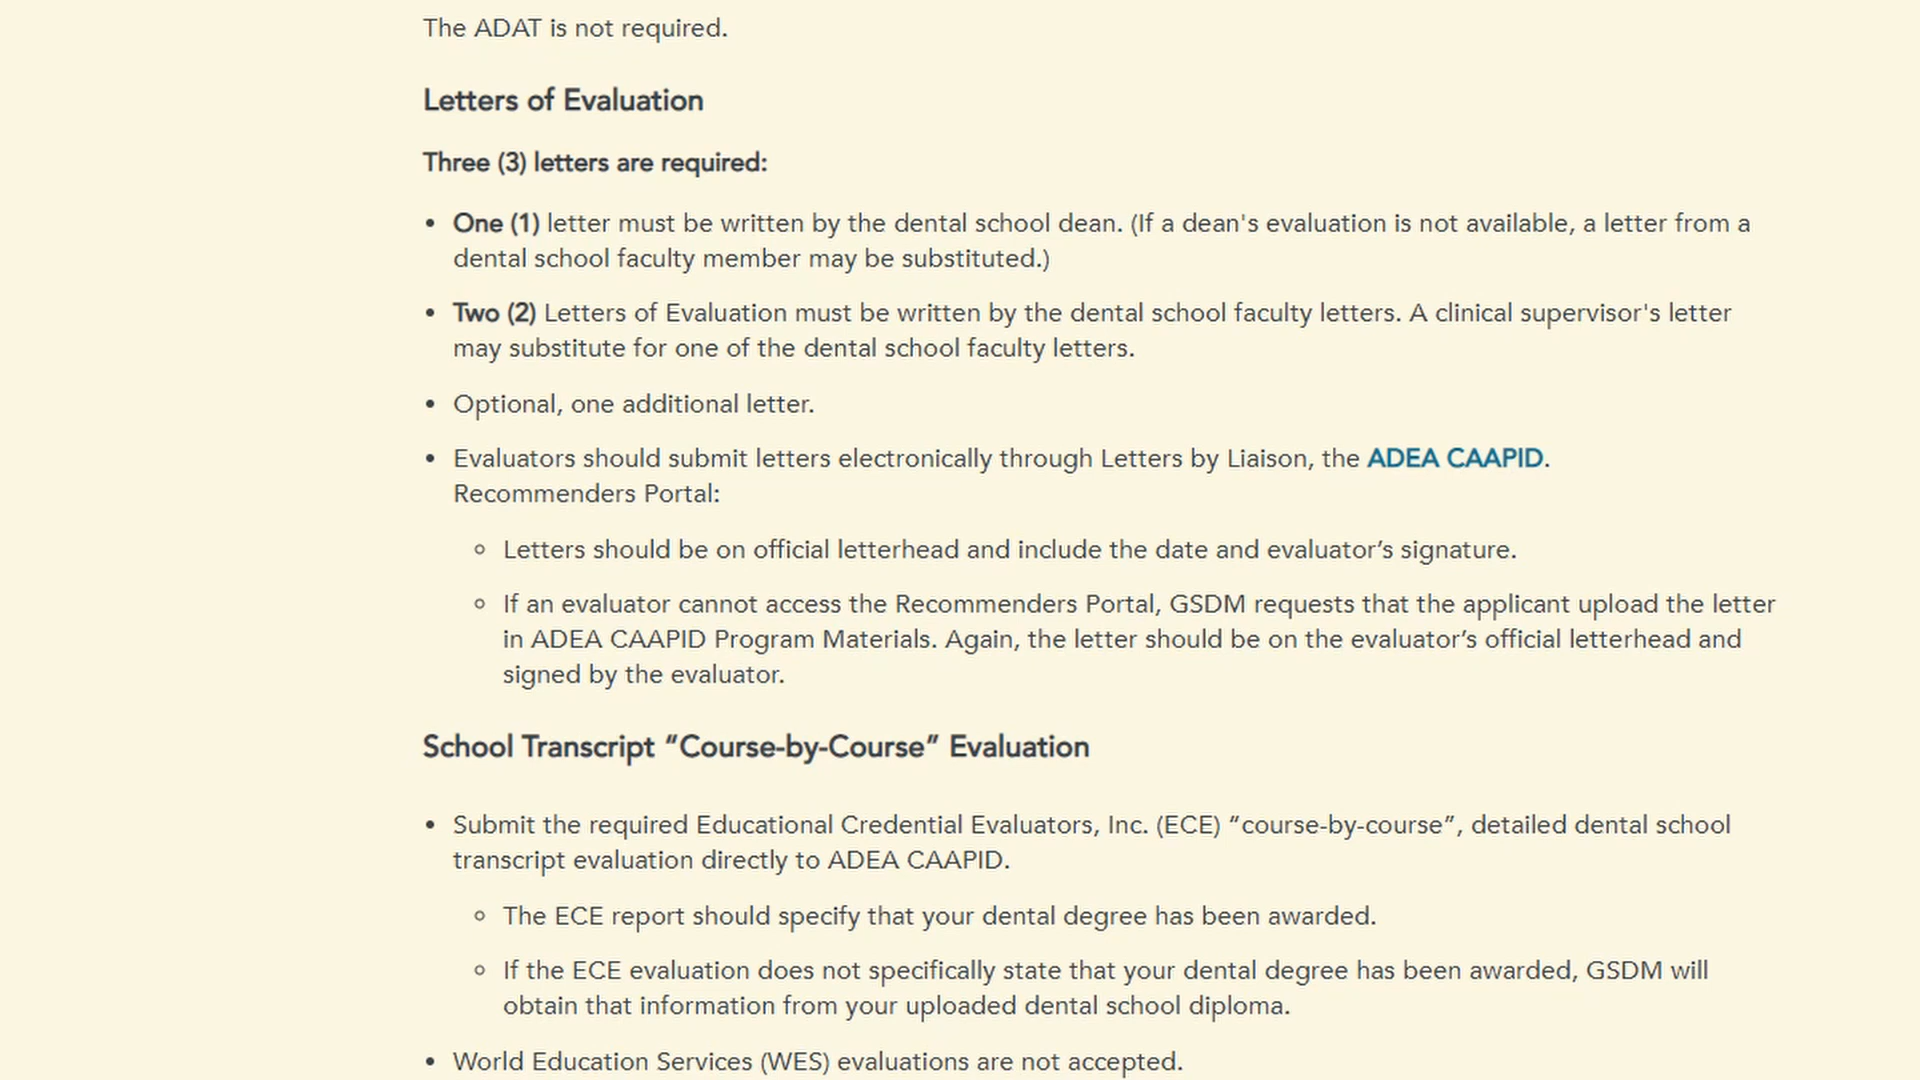 The ADAT is not required.
Letters of Evaluation
Three (3) letters are required:
• One (1) letter must be written by the dental school dean. (If a dean's evaluation is not available, a letter from a
dental school faculty member may be substituted.)
• Two (2) Letters of Evaluation must be written by the dental school faculty letters. A clinical supervisor's letter
may substitute for one of the dental school faculty letters.
• Optional, one additional letter.
• Evaluators should submit letters electronically through Letters by Liaison, the ADEA CAAPID.
Recommenders Portal:
◦ Letters should be on official letterhead and include the date and evaluator’s signature.
◦ If an evaluator cannot access the Recommenders Portal, GSDM requests that the applicant upload the letter
in ADEA CAAPID Program Materials. Again, the letter should be on the evaluator’s official letterhead and
signed by the evaluator.
School Transcript “Course-by-Course” Evaluation
• Submit the required Educational Credential Evaluators, Inc. (ECE) “course-by-course”, detailed dental school
transcript evaluation directly to ADEA CAAPID.
◦ The ECE report should specify that your dental degree has been awarded.
◦ If the ECE evaluation does not specifically state that your dental degree has been awarded, GSDM will
obtain that information from your uploaded dental school diploma.
• World Education Services (WES) evaluations are not accepted.